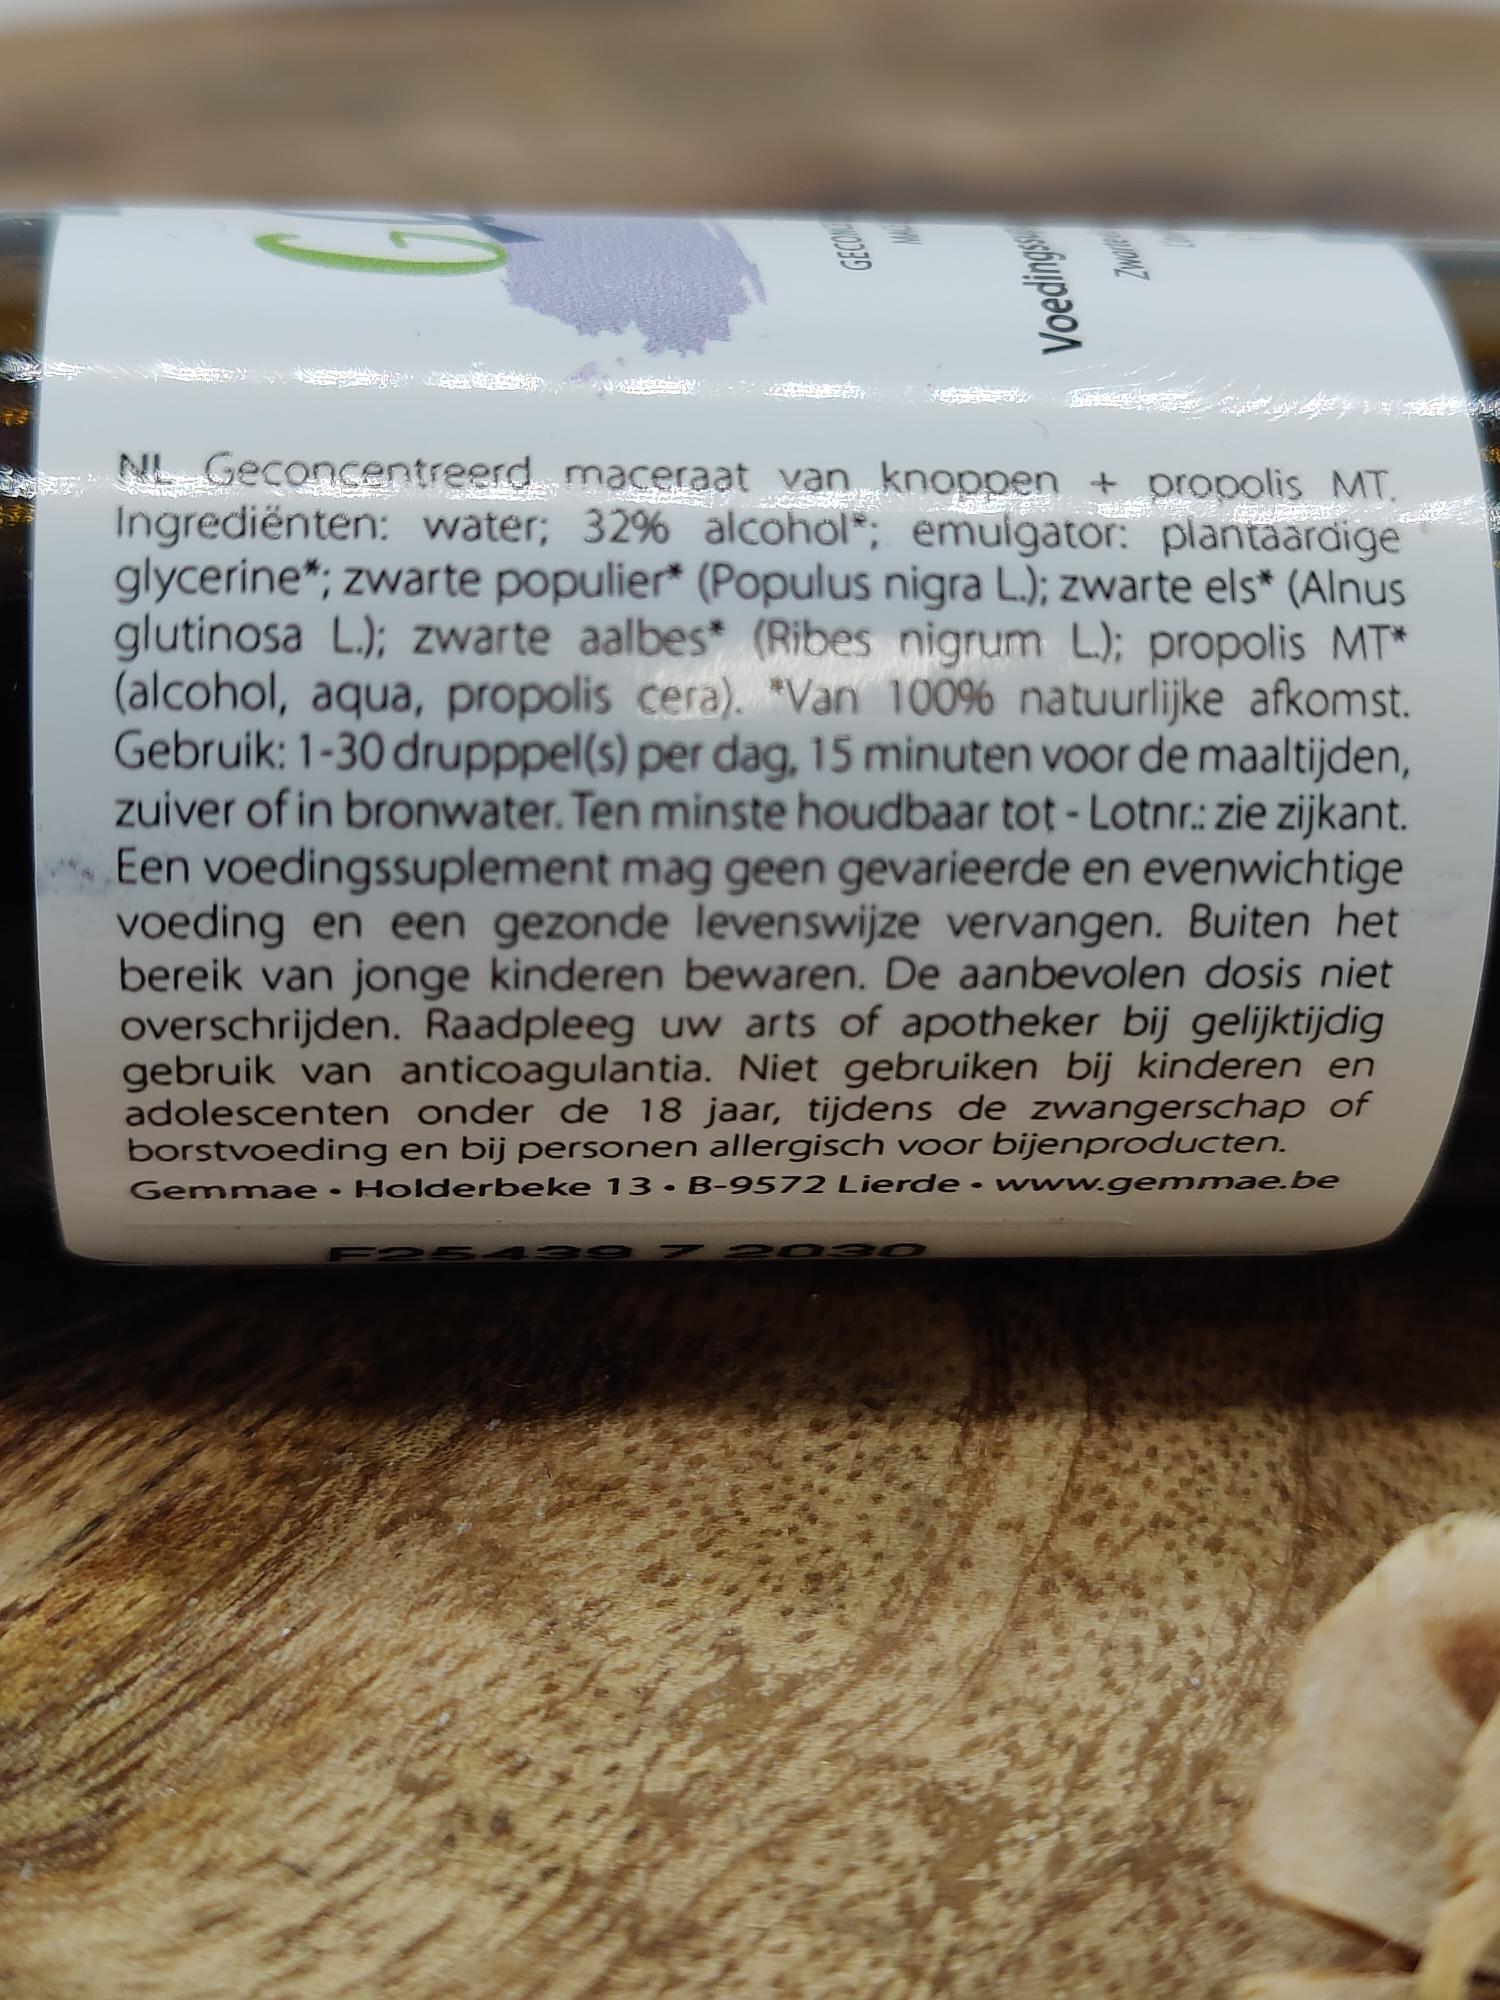 Voedings
NL Geconcentreerd maceraat van knoppen + propolis MT.
Ingrediënten: water; 32% alcohol*; emulgator: plantaardige
glycerine*; zwarte populier* (Populus nigra L.); zwarte els* (Alnus
glutinosa L.); zwarte aalbes* (Ribes nigrum L.); propolis MT*
(alcohol, aqua, propolis cera). *Van 100% natuurlijke afkomst.
Gebruik: 1-30 drupppel(s) per dag, 15 minuten voor de maaltijden,
zuiver of in bronwater. Ten minste houdbaar tot - Lotnr.: zie zijkant.
Een voedingssuplement mag geen gevarieerde en evenwichtige
voeding en een gezonde levenswijze vervangen. Buiten het
bereik van jonge kinderen bewaren. De aanbevolen dosis niet
overschrijden. Raadpleeg uw arts of apotheker bij gelijktijdig
gebruik van anticoagulantia. Niet gebruiken bij kinderen en
adolescenten onder de 18 jaar, tijdens de zwangerschap of
borstvoeding en bij personen allergisch voor bijenproducten.
Gemmae • Holderbeke 13 • B-9572 Lierde • www.gemmae.be
F25439 7 2030